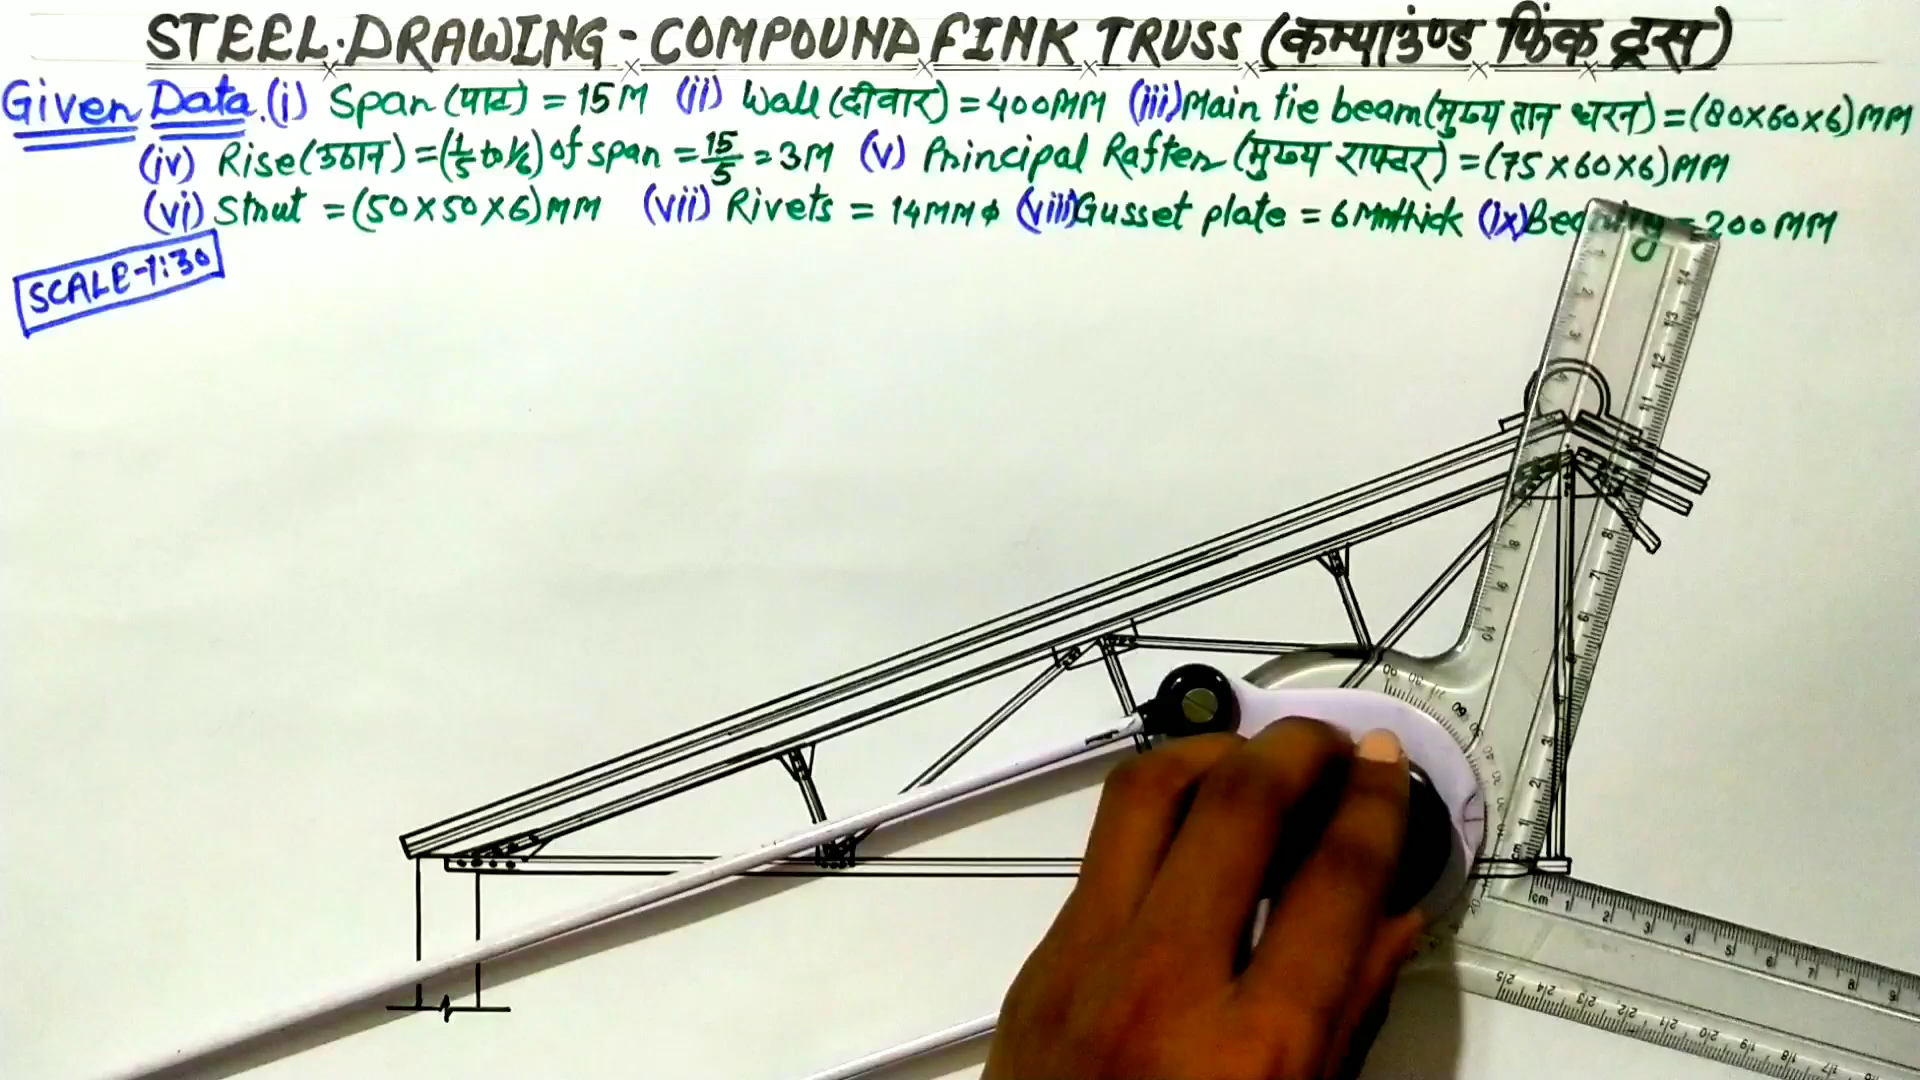 STEEL.DRAWING - COMPOUND FINK TRUSS (कम्पाउंण्ड फिंक ट्रस)
Given Data.(i) Span (पाट) = 15M (ii) Wall (दीवार) = 400MM (iii) Main tie beam (मुख्य तान धरन) = (80x60x6)MM
(iv) Rise (उठान) = (1/5 to 1/6) of span = 15/5 = 3M (v) Principal Rafter (मुख्य राफ्टर) = (75x60x6)MM
(vi) Strut = (50x50x6)MM (vii) Rivets = 14MM ϕ (viii) Gusset plate = 6MM thick (ix) = 200MM
SCALE-1:30